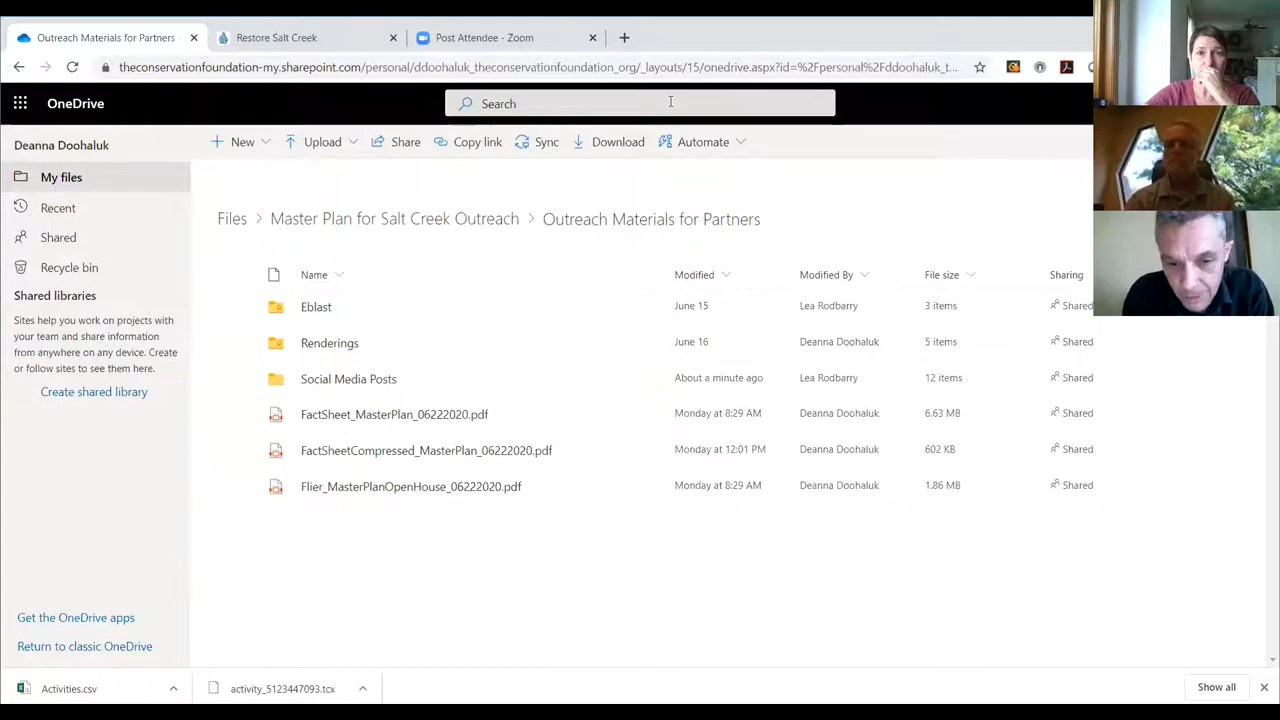 Outreach Materials for Partners
Restore Salt Creek
Post Attendee - Zoom
theconservationfoundation-my.sharepoint.com/personal/ddoohaluk_theconservationfoundation_org/_layouts/15/onedrive.aspx?id=%2Fpersonal%2Fddoohaluk_t...
OneDrive
Search
Deanna Doohaluk
New
Upload
Share
Copy link
Sync
Download
Automate
My files
Recent
Shared
Recycle bin
Shared libraries
Sites help you work on projects with
your team and share information
from anywhere on any device. Create
or follow sites to see them here.
Create shared library
Get the OneDrive apps
Return to classic OneDrive
Files > Master Plan for Salt Creek Outreach > Outreach Materials for Partners
Name Modified Modified By File size Sharing
Eblast June 15 Lea Rodbarry 3 items Shared
Renderings June 16 Deanna Doohaluk 5 items Shared
Social Media Posts About a minute ago Lea Rodbarry 12 items Shared
FactSheet_MasterPlan_06222020.pdf Monday at 8:29 AM Deanna Doohaluk 6.63 MB Shared
FactSheetCompressed_MasterPlan_06222020.pdf Monday at 12:01 PM Deanna Doohaluk 602 KB Shared
Flier_MasterPlanOpenHouse_06222020.pdf Monday at 8:29 AM Deanna Doohaluk 1.86 MB Shared
Activities.csv
activity_5123447093.tcx
Show all